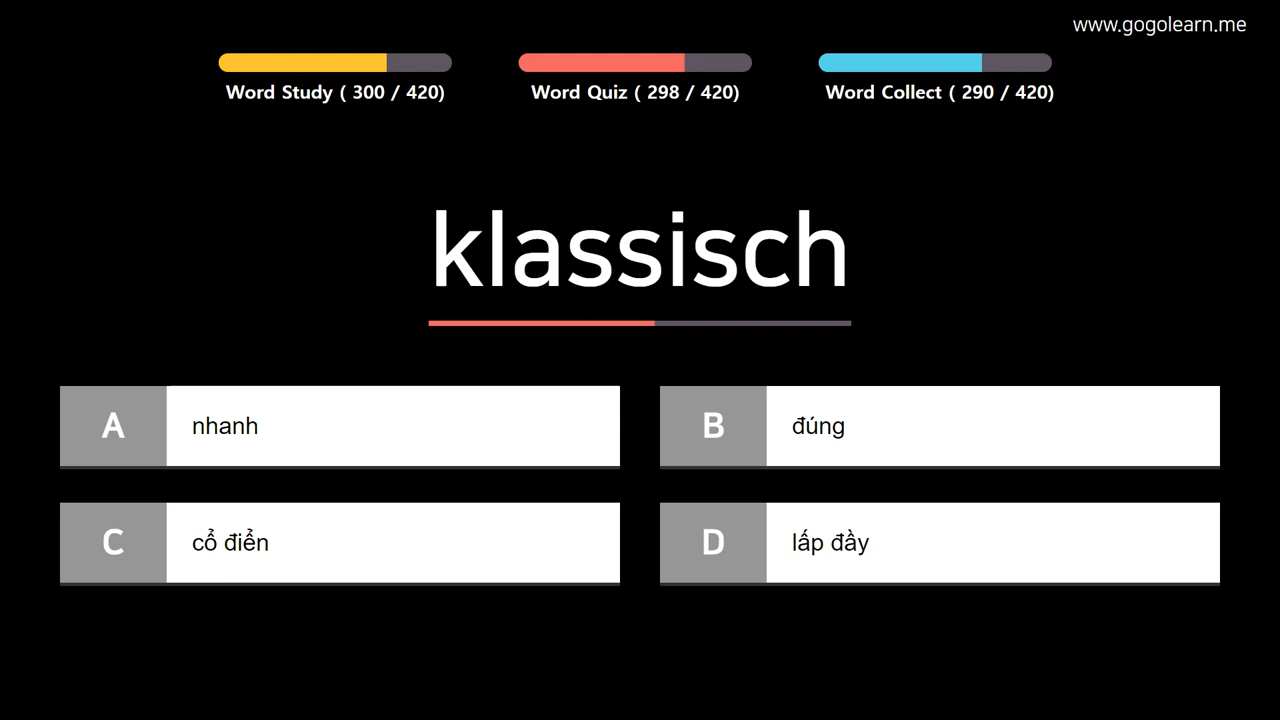 www.gogolearn.me
Word Study ( 300 / 420)
Word Quiz ( 298 / 420)
Word Collect ( 290 / 420)
klassisch
A nhanh
B đúng
C cổ điển
D lấp đầy